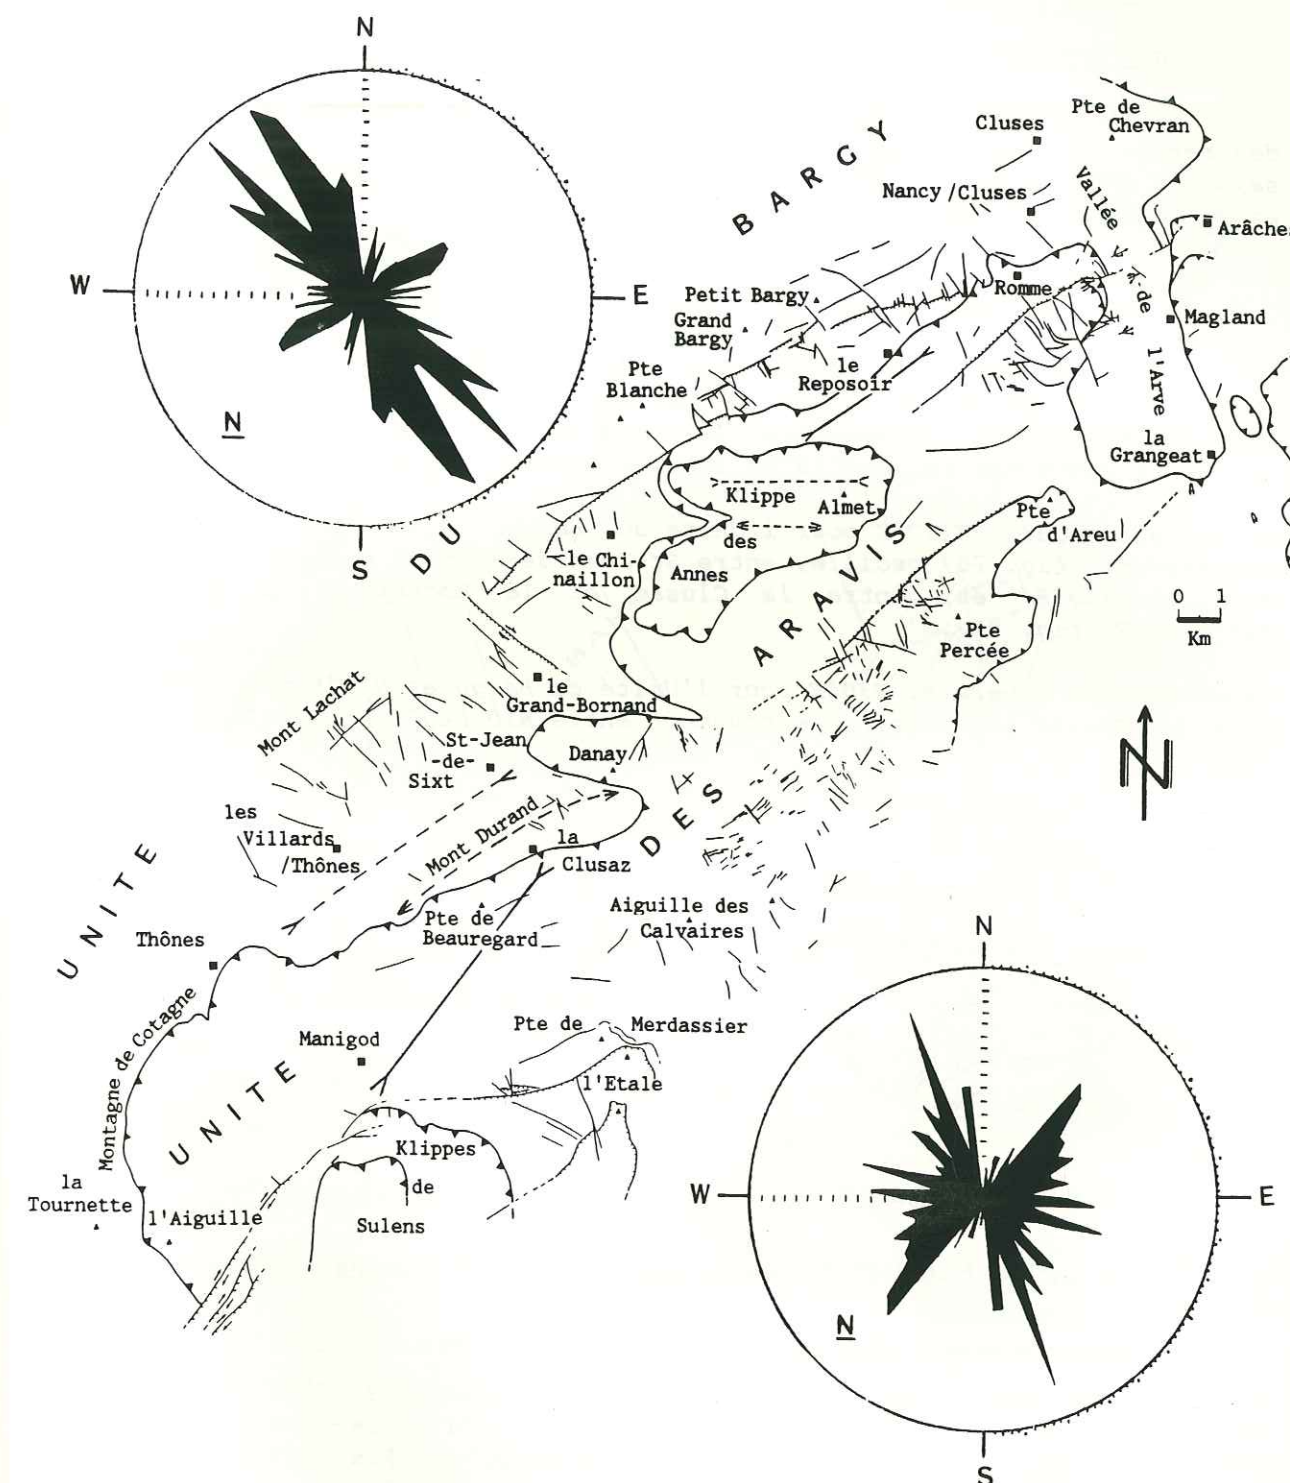 N
W
E
S
N
BARGY
DU
UNITE
Cluses
Pte de
Chevran
Nancy/Cluses
Vallée
de
l'Arve
Arâches
Romme
Magland
Petit Bargy
Grand
Bargy
le
Reposoir
Pte
Blanche
la
Grangeat
Klippe
des
Annes
Almet
Pte
d'Areu
le Chi-
naillon
ARAVIS
DES
UNITE
Pte
Percée
0 1
Km
N
le
Grand-Bornand
Mont Lachat
St-Jean
-de-
Sixt
Danay
les
Villards
/Thônes
Mont Durand
la
Clusaz
Pte de
Beauregard
Aiguille des
Calvaires
Thônes
Montagne de Cotagne
Manigod
Pte de Merdassier
l'Etale
Klippes
de
Sulens
la
Tournette
l'Aiguille
N
W
E
S
N